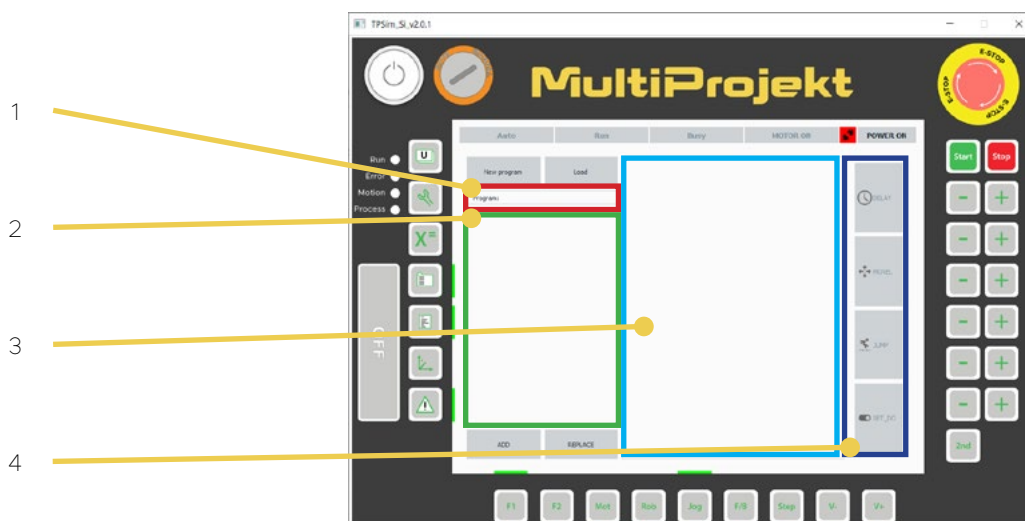 TPSim_Si_v2.0.1
MultiProjekt
E-STOP
E-STOP
E-STOP
1
2
3
4
Auto
Run
Busy
MOTOR ON
POWER ON
Run
Error
Motion
Process
U
X=
OFF
New program
Load
Program:
ADD
REPLACE
DELAY
JUMP
Start
Stop
-
+
-
+
-
+
-
+
-
+
-
+
2nd
F1
F2
Mot
Rob
Jog
F/B
Step
V-
V+